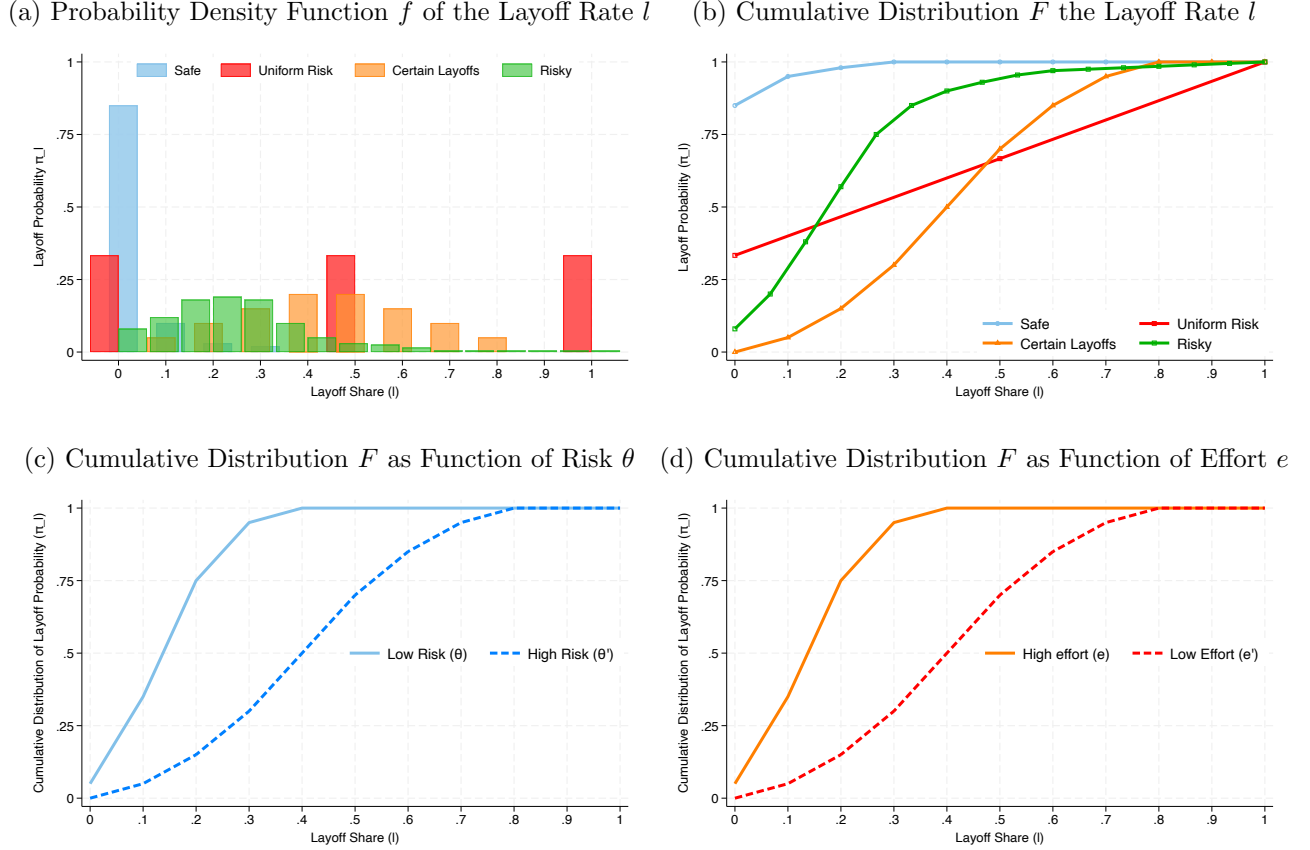 (a) Probability Density Function f of the Layoff Rate l
Layoff Probability π_l
1
.75
.5
.25
0
Safe
Uniform Risk
Certain Layoffs
Risky
0 .1 .2 .3 .4 .5 .6 .7 .8 .9 1
Layoff Share (l)
(b) Cumulative Distribution F the Layoff Rate l
Layoff Probability (π_l)
1
.75
.5
.25
0
Safe
Uniform Risk
Certain Layoffs
Risky
0 .1 .2 .3 .4 .5 .6 .7 .8 .9 1
Layoff Share (l)
(c) Cumulative Distribution F as Function of Risk θ
Cumulative Distribution of Layoff Probability (π_l)
1
.75
.5
.25
0
Low Risk (θ)
High Risk (θ')
0 .1 .2 .3 .4 .5 .6 .7 .8 .9 1
Layoff Share (l)
(d) Cumulative Distribution F as Function of Effort e
Cumulative Distribution of Layoff Probability (π_l)
1
.75
.5
.25
0
High effort (e)
Low Effort (e')
0 .1 .2 .3 .4 .5 .6 .7 .8 .9 1
Layoff Share (l)